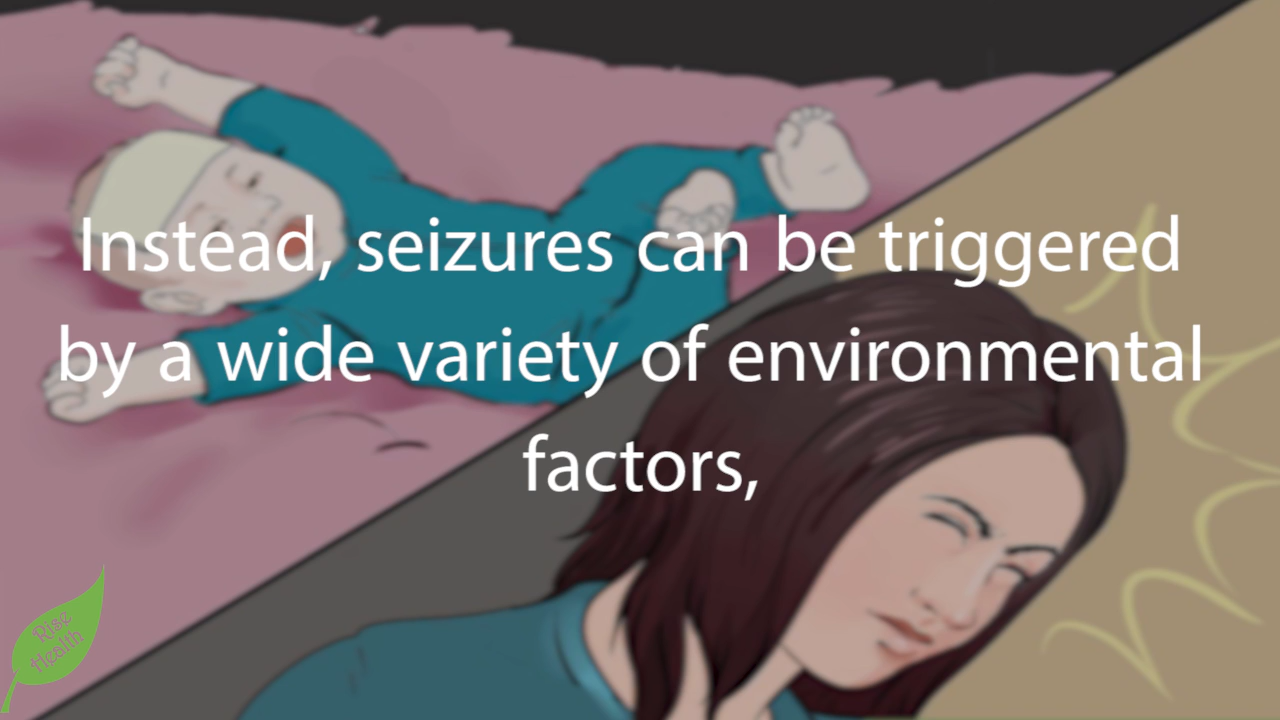 Instead, seizures can be triggered
by a wide variety of environmental
factors,
Rise
Health